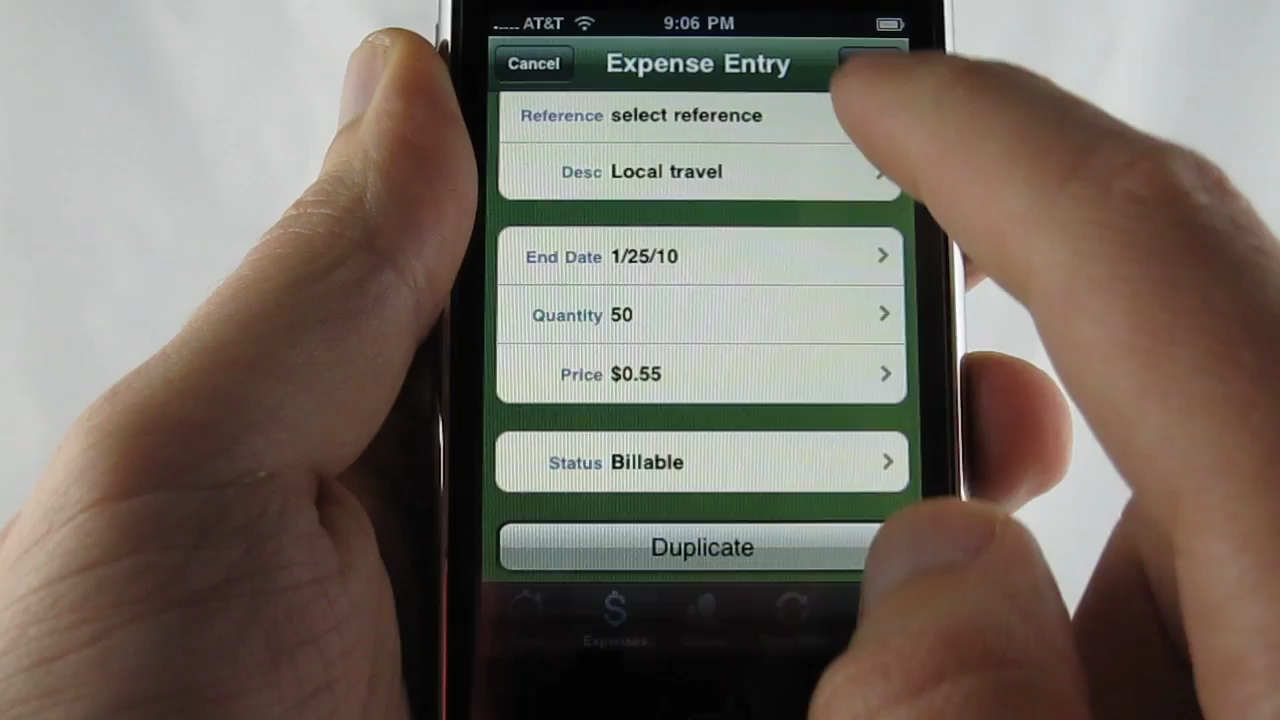 AT&T 9:06 PM
Cancel Expense Entry
Reference select reference
Desc Local travel
End Date 1/25/10
Quantity 50
Price $0.55
Status Billable
Duplicate
$
Expenses